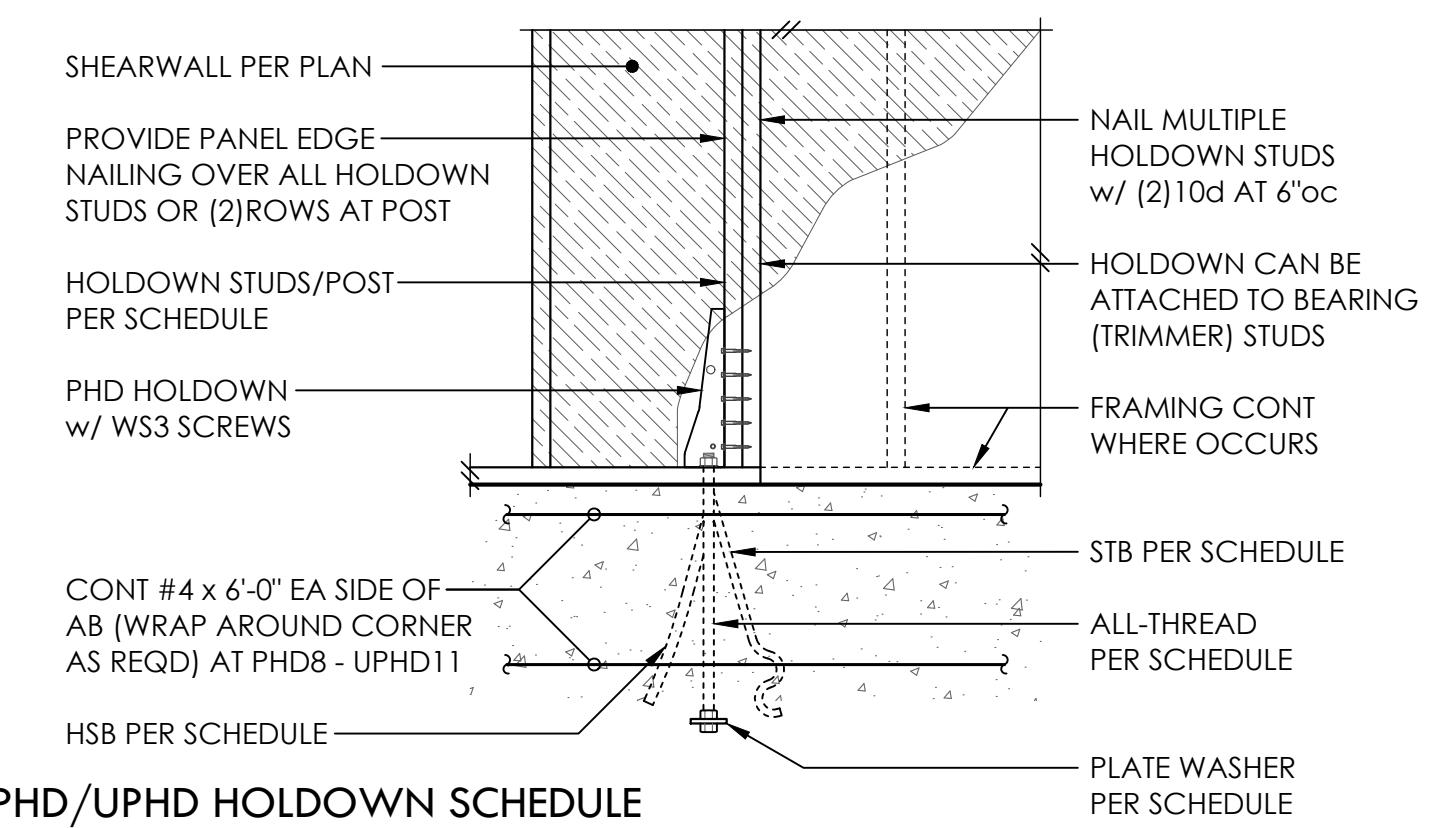 SHEARWALL PER PLAN
PROVIDE PANEL EDGE
NAILING OVER ALL HOLDOWN
STUDS OR (2)ROWS AT POST
HOLDOWN STUDS/POST
PER SCHEDULE
PHD HOLDOWN
w/ WS3 SCREWS
CONT #4 x 6'-0" EA SIDE OF
AB (WRAP AROUND CORNER
AS REQD) AT PHD8 - UPHD11
HSB PER SCHEDULE
NAIL MULTIPLE
HOLDOWN STUDS
w/ (2)10d AT 6"oc
HOLDOWN CAN BE
ATTACHED TO BEARING
(TRIMMER) STUDS
FRAMING CONT
WHERE OCCURS
STB PER SCHEDULE
ALL-THREAD
PER SCHEDULE
PLATE WASHER
PER SCHEDULE
PHD/UPHD HOLDOWN SCHEDULE